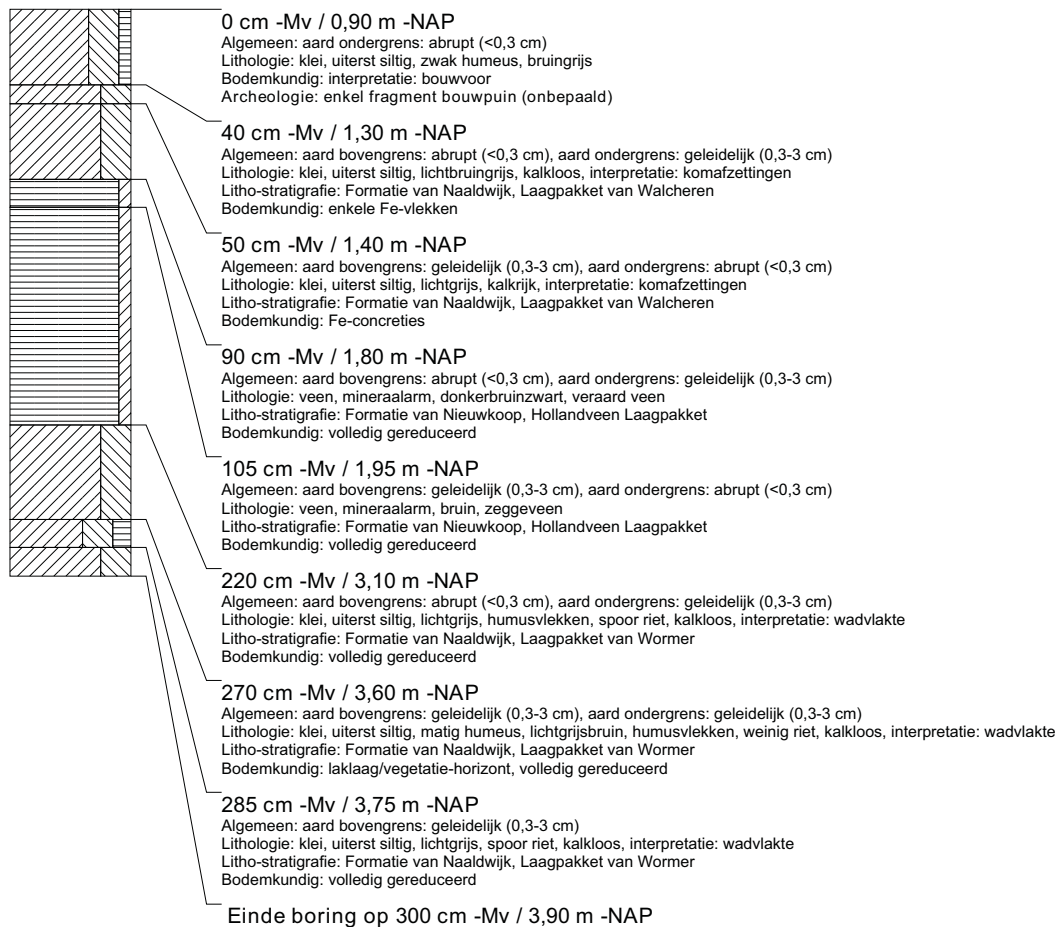 0 cm -Mv / 0,90 m -NAP
Algemeen: aard ondergrens: abrupt (<0,3 cm)
Lithologie: klei, uiterst siltig, zwak humeus, bruingrijs
Bodemkundig: interpretatie: bouwvoor
Archeologie: enkel fragment bouwpuin (onbepaald)
40 cm -Mv / 1,30 m -NAP
Algemeen: aard bovengrens: abrupt (<0,3 cm), aard ondergrens: geleidelijk (0,3-3 cm)
Lithologie: klei, uiterst siltig, lichtbruingrijs, kalkloos, interpretatie: komafzettingen
Litho-stratigrafie: Formatie van Naaldwijk, Laagpakket van Walcheren
Bodemkundig: enkele Fe-vlekken
50 cm -Mv / 1,40 m -NAP
Algemeen: aard bovengrens: geleidelijk (0,3-3 cm), aard ondergrens: abrupt (<0,3 cm)
Lithologie: klei, uiterst siltig, lichtgrijs, kalkrijk, interpretatie: komafzettingen
Litho-stratigrafie: Formatie van Naaldwijk, Laagpakket van Walcheren
Bodemkundig: Fe-concreties
90 cm -Mv / 1,80 m -NAP
Algemeen: aard bovengrens: abrupt (<0,3 cm), aard ondergrens: geleidelijk (0,3-3 cm)
Lithologie: veen, mineraalarm, donkerbruinzwart, veraard veen
Litho-stratigrafie: Formatie van Nieuwkoop, Hollandveen Laagpakket
Bodemkundig: volledig gereduceerd
105 cm -Mv / 1,95 m -NAP
Algemeen: aard bovengrens: geleidelijk (0,3-3 cm), aard ondergrens: abrupt (<0,3 cm)
Lithologie: veen, mineraalarm, bruin, zeggeveen
Litho-stratigrafie: Formatie van Nieuwkoop, Hollandveen Laagpakket
Bodemkundig: volledig gereduceerd
220 cm -Mv / 3,10 m -NAP
Algemeen: aard bovengrens: abrupt (<0,3 cm), aard ondergrens: geleidelijk (0,3-3 cm)
Lithologie: klei, uiterst siltig, lichtgrijs, humusvlekken, spoor riet, kalkloos, interpretatie: wadvlakte
Litho-stratigrafie: Formatie van Naaldwijk, Laagpakket van Wormer
Bodemkundig: volledig gereduceerd
270 cm -Mv / 3,60 m -NAP
Algemeen: aard bovengrens: geleidelijk (0,3-3 cm), aard ondergrens: geleidelijk (0,3-3 cm)
Lithologie: klei, uiterst siltig, matig humeus, lichtgrijsbruin, humusvlekken, weinig riet, kalkloos, interpretatie: wadvlakte
Litho-stratigrafie: Formatie van Naaldwijk, Laagpakket van Wormer
Bodemkundig: laklaag/vegetatie-horizont, volledig gereduceerd
285 cm -Mv / 3,75 m -NAP
Algemeen: aard bovengrens: geleidelijk (0,3-3 cm)
Lithologie: klei, uiterst siltig, lichtgrijs, spoor riet, kalkloos, interpretatie: wadvlakte
Litho-stratigrafie: Formatie van Naaldwijk, Laagpakket van Wormer
Bodemkundig: volledig gereduceerd
Einde boring op 300 cm -Mv / 3,90 m -NAP